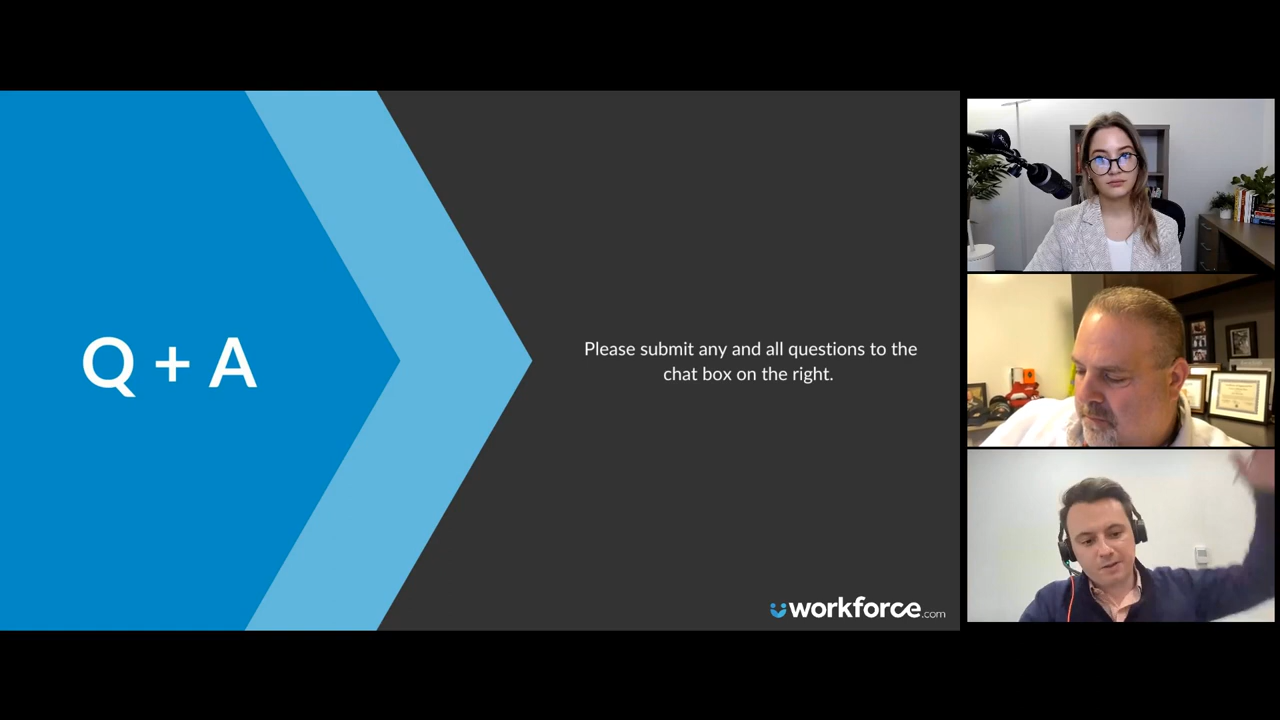 Q + A
Please submit any and all questions to the
chat box on the right.
workforce.com